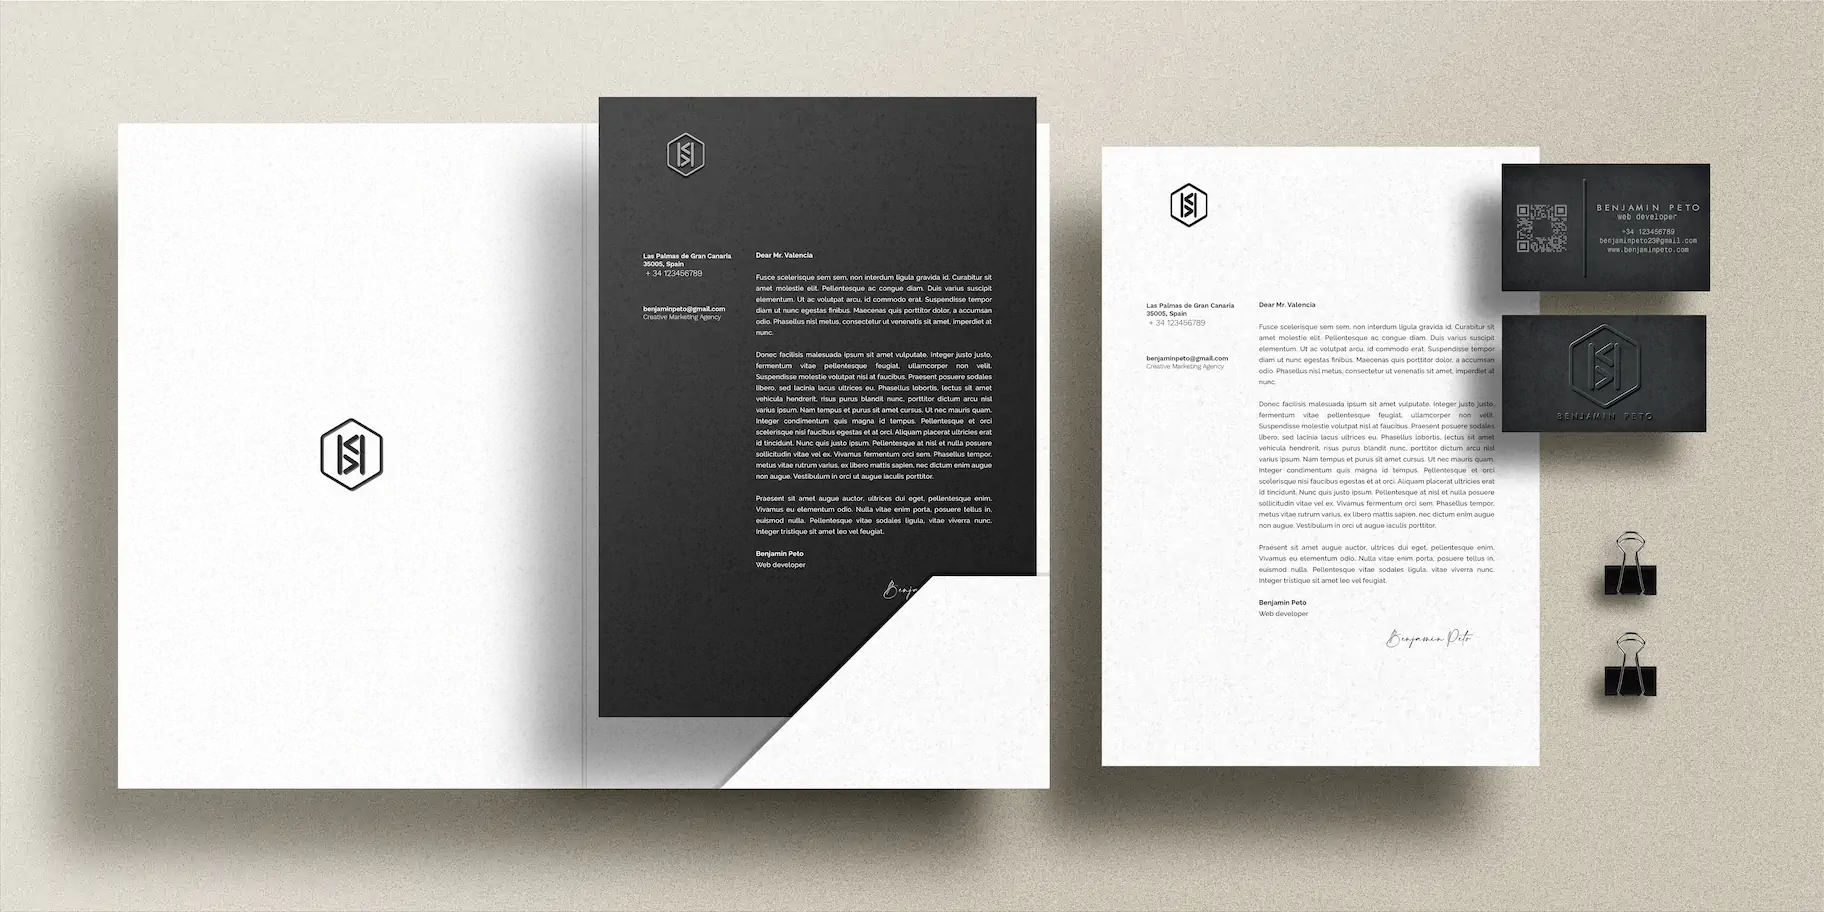 Las Palmas de Gran Canaria
35005, Spain
+ 34 123456789
benjaminpeto@gmail.com
Creative Marketing Agency
Dear Mr. Valencia
Fusce scelerisque sem sem, non interdum ligula gravida id. Curabitur sit
amet molestie elit. Pellentesque ac congue diam. Duis varius suscipit
elementum. Ut ac volutpat arcu, id commodo erat. Suspendisse tempor
diam ut nunc egestas finibus. Maecenas quis porttitor dolor, a accumsan
odio. Phasellus nisl metus, consectetur ut venenatis sit amet, imperdiet at
nunc.
Donec facilisis malesuada ipsum sit amet vulputate. Integer justo justo,
fermentum vitae pellentesque feugiat, ullamcorper non velit.
Suspendisse molestie volutpat nisl at faucibus. Praesent posuere sodales
libero, sed lacinia lacus ultrices eu. Phasellus lobortis, lectus sit amet
vehicula hendrerit, risus purus blandit nunc, porttitor dictum arcu nisl
varius ipsum. Nam tempus et purus sit amet cursus. Ut nec mauris quam.
Integer condimentum quis magna id tempus. Pellentesque et orci
scelerisque nisi faucibus egestas et at orci. Aliquam placerat ultricies erat
id tincidunt. Nunc quis justo ipsum. Pellentesque at nisl et nulla posuere
sollicitudin vitae vel ex. Vivamus fermentum orci sem. Phasellus tempor,
metus vitae rutrum varius, ex libero mattis sapien, nec dictum enim augue
non augue. Vestibulum in orci ut augue iaculis porttitor.
Praesent sit amet augue auctor, ultrices dui eget, pellentesque enim.
Vivamus eu elementum odio. Nulla vitae enim porta, posuere tellus in,
euismod nulla. Pellentesque vitae sodales ligula, vitae viverra nunc.
Integer tristique sit amet leo vel feugiat.
Benjamin Peto
Web developer
Benja
Las Palmas de Gran Canaria
35005, Spain
+ 34 123456789
benjaminpeto@gmail.com
Creative Marketing Agency
Dear Mr. Valencia
Fusce scelerisque sem sem, non interdum ligula gravida id. Curabitur sit
amet molestie elit. Pellentesque ac congue diam. Duis varius suscipit
elementum. Ut ac volutpat arcu, id commodo erat. Suspendisse tempor
diam ut nunc egestas finibus. Maecenas quis porttitor dolor, a accumsan
odio. Phasellus nisl metus, consectetur ut venenatis sit amet, imperdiet at
nunc.
Donec facilisis malesuada ipsum sit amet vulputate. Integer justo justo,
fermentum vitae pellentesque feugiat, ullamcorper non velit.
Suspendisse molestie volutpat nisl at faucibus. Praesent posuere sodales
libero, sed lacinia lacus ultrices eu. Phasellus lobortis, lectus sit amet
vehicula hendrerit, risus purus blandit nunc, porttitor dictum arcu nisl
varius ipsum. Nam tempus et purus sit amet cursus. Ut nec mauris quam.
Integer condimentum quis magna id tempus. Pellentesque et orci
scelerisque nisi faucibus egestas et at orci. Aliquam placerat ultricies erat
id tincidunt. Nunc quis justo ipsum. Pellentesque at nisl et nulla posuere
sollicitudin vitae vel ex. Vivamus fermentum orci sem. Phasellus tempor,
metus vitae rutrum varius, ex libero mattis sapien, nec dictum enim augue
non augue. Vestibulum in orci ut augue iaculis porttitor.
Praesent sit amet augue auctor, ultrices dui eget, pellentesque enim.
Vivamus eu elementum odio. Nulla vitae enim porta, posuere tellus in,
euismod nulla. Pellentesque vitae sodales ligula, vitae viverra nunc.
Integer tristique sit amet leo vel feugiat.
Benjamin Peto
Web developer
Benjamin Peto
BENJAMIN PETO
web developer
+34 123456789
benjaminpeto23@gmail.com
www.benjaminpeto.com
BENJAMIN PETO